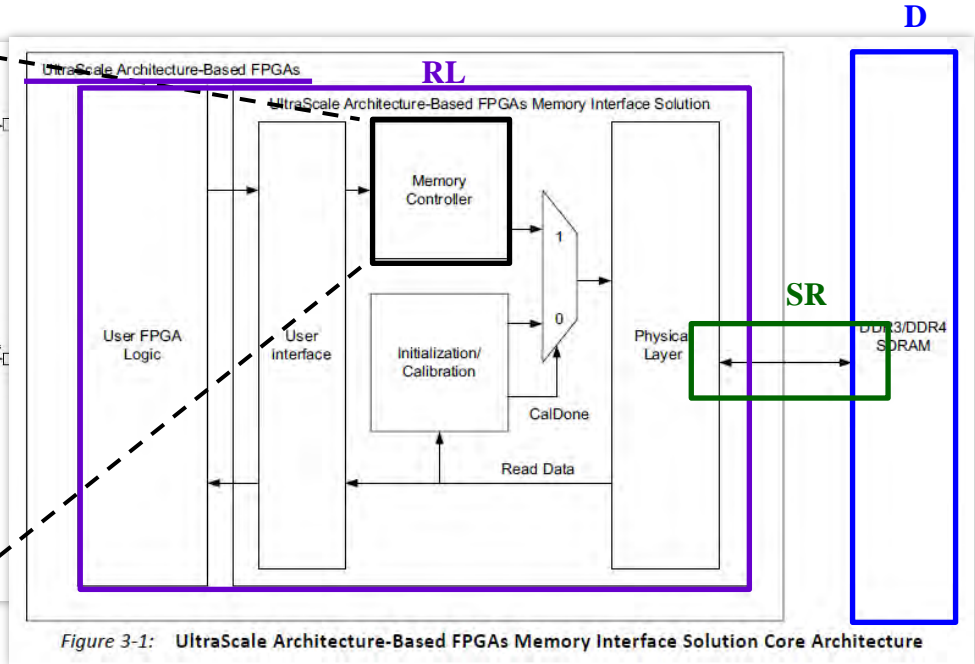 D
UltraScale Architecture-Based FPGAs
RL
UltraScale Architecture-Based FPGAs Memory Interface Solution
Memory
Controller
1
SR
User FPGA
Logic
User
interface
Initialization/
Calibration
0
Physical
Layer
DDR3/DDR4
SDRAM
CalDone
Read Data
Figure 3-1: UltraScale Architecture-Based FPGAs Memory Interface Solution Core Architecture